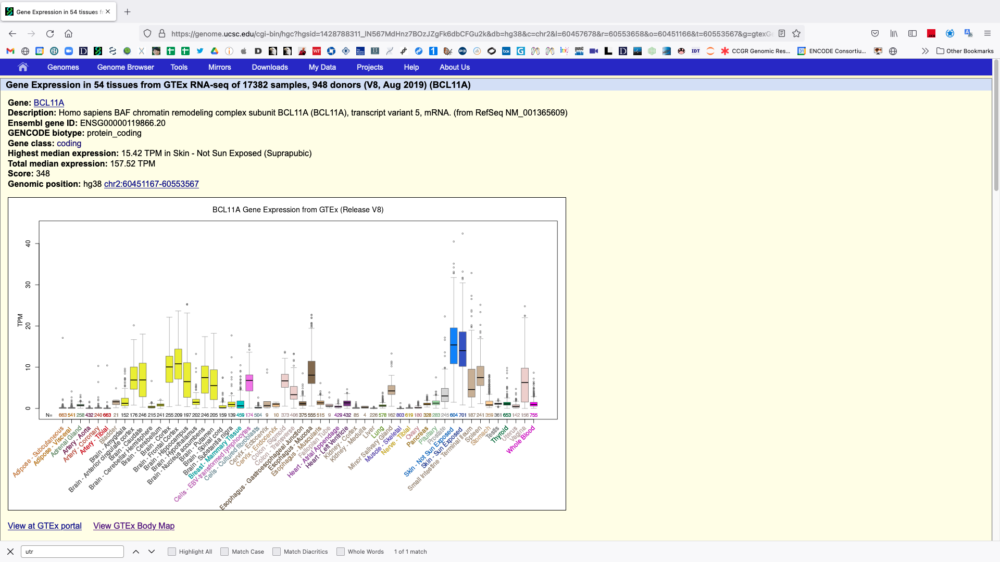 Gene Expression in 54 tissues fr
https://genome.ucsc.edu/cgi-bin/hgc?hgsid=1428788311_IN567MdHnz7BOzJZgFk6dbCFGu2k&db=hg38&c=chr2&l=60457678&r=60553658&o=60451166&t=60553567&g=gtexG
CCGR Genomic Res... ENCODE Consortiu... Other Bookmarks
Genomes Genome Browser Tools Mirrors Downloads My Data Projects Help About Us
Gene Expression in 54 tissues from GTEx RNA-seq of 17382 samples, 948 donors (V8, Aug 2019) (BCL11A)
Gene: BCL11A
Description: Homo sapiens BAF chromatin remodeling complex subunit BCL11A (BCL11A), transcript variant 5, mRNA. (from RefSeq NM_001365609)
Ensembl gene ID: ENSG00000119866.20
GENCODE biotype: protein_coding
Gene class: coding
Highest median expression: 15.42 TPM in Skin - Not Sun Exposed (Suprapubic)
Total median expression: 157.52 TPM
Score: 348
Genomic position: hg38 chr2:60451167-60553567
BCL11A Gene Expression from GTEx (Release V8)
TPM
40
30
20
10
0
N= 663 541 258 432 240 663 21 152 176 246 215 241 255 209 197 202 246 205 159 139 459 174 504 9 10 373 406 375 555 515 9 429 432 85 4 226 578 162 803 619 180 328 283 245 604 701 187 241 359 361 653 142 156 755
Adipose - Subcutaneous
Adipose - Visceral
Adrenal Gland
Artery - Aorta
Artery - Coronary
Artery - Tibial
Bladder
Brain - Amygdala
Brain - Anterior cingulate cortex
Brain - Caudate
Brain - Cerebellar Hemisphere
Brain - Cerebellum
Brain - Cortex
Brain - Frontal Cortex
Brain - Hippocampus
Brain - Hypothalamus
Brain - Nucleus accumbens
Brain - Putamen
Brain - Spinal cord
Brain - Substantia nigra
Breast - Mammary Tissue
Cells - EBV-transformed lymphocytes
Cells - Cultured fibroblasts
Cervix - Ectocervix
Cervix - Endocervix
Colon - Sigmoid
Colon - Transverse
Esophagus - Gastroesophageal Junction
Esophagus - Mucosa
Esophagus - Muscularis
Fallopian Tube
Heart - Atrial Appendage
Heart - Left Ventricle
Kidney - Cortex
Kidney - Medulla
Liver
Lung
Minor Salivary Gland
Muscle - Skeletal
Nerve - Tibial
Ovary
Pancreas
Pituitary
Prostate
Skin - Not Sun Exposed
Skin - Sun Exposed
Small Intestine - Terminal Ileum
Spleen
Stomach
Testis
Thyroid
Uterus
Vagina
Whole Blood
View at GTEx portal View GTEx Body Map
utr Highlight All Match Case Match Diacritics Whole Words 1 of 1 match